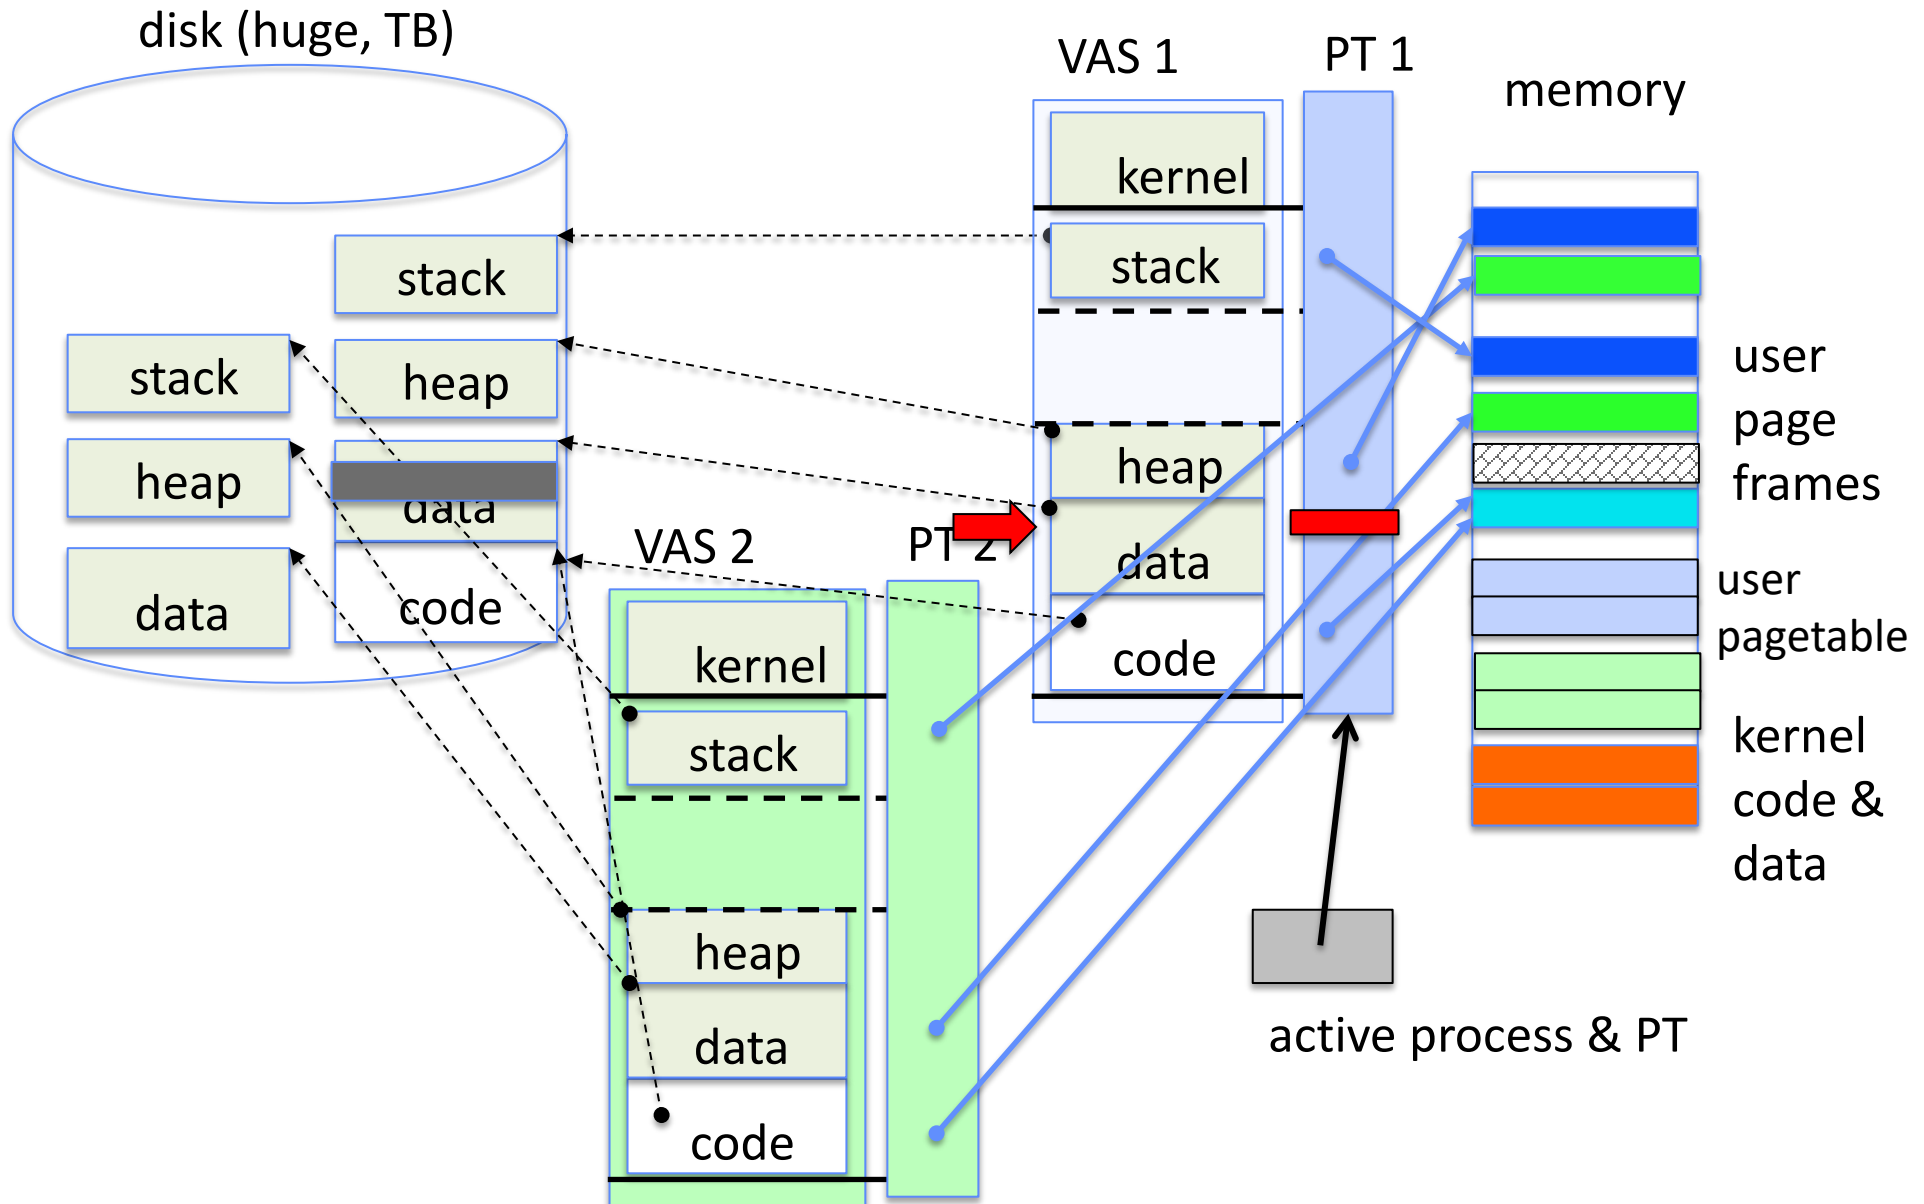 disk (huge, TB)
VAS 1
PT 1
memory
kernel
stack
stack
heap
stack
heap
data
code
heap
data
heap
data
code
user
page
frames
user
pagetable
kernel
code &
data
VAS 2
PT 2
kernel
stack
heap
data
code
active process & PT